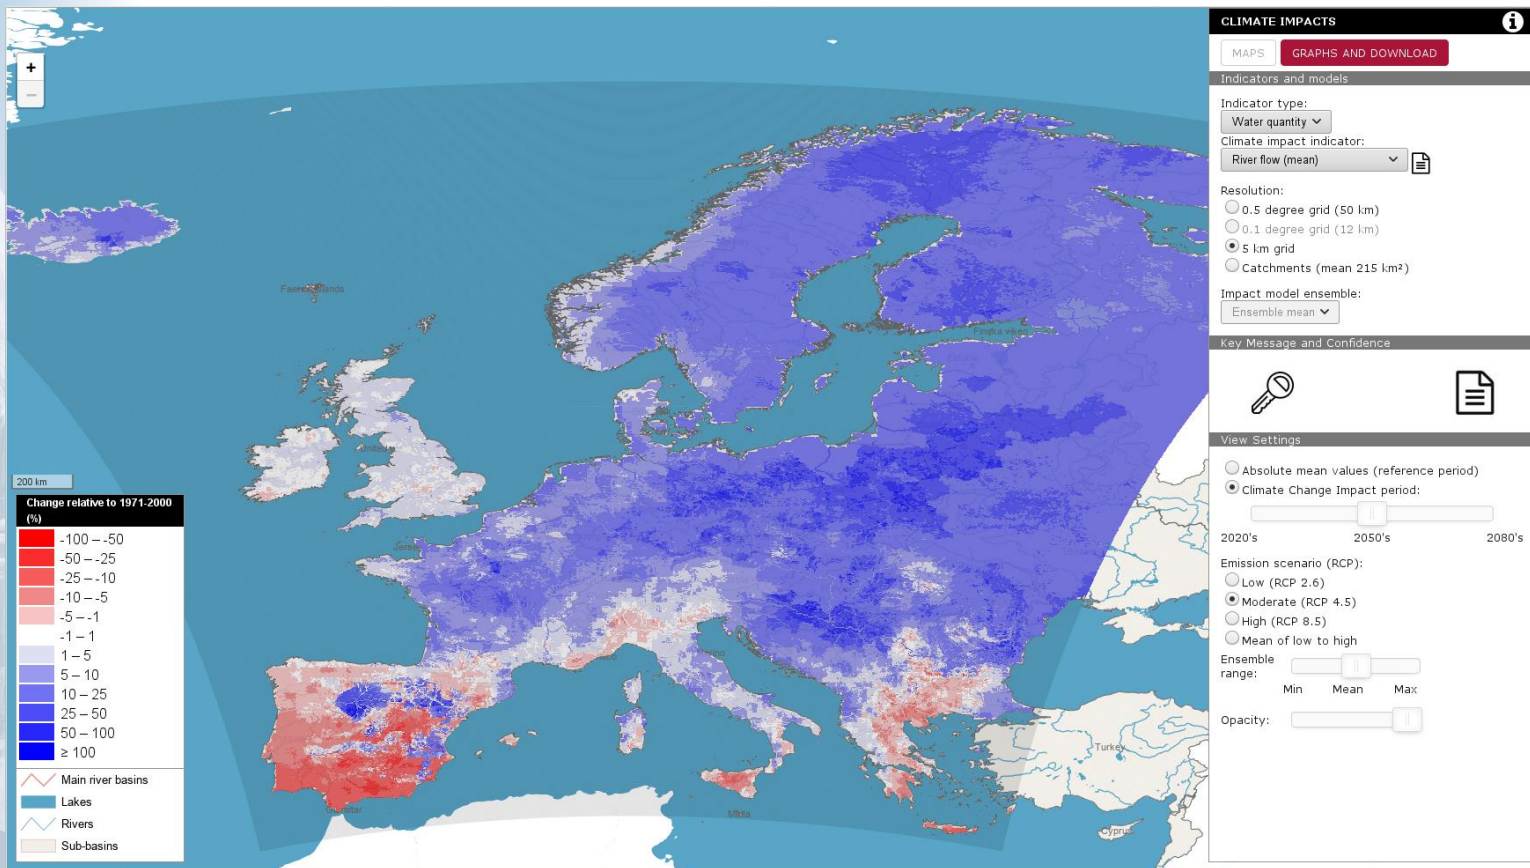 CLIMATE IMPACTS
MAPS
GRAPHS AND DOWNLOAD
Indicators and models
Indicator type:
Water quantity
Climate impact indicator:
River flow (mean)
Resolution:
0.5 degree grid (50 km)
0.1 degree grid (12 km)
5 km grid
Catchments (mean 215 km²)
Impact model ensemble:
Ensemble mean
Key Message and Confidence
View Settings
Absolute mean values (reference period)
Climate Change Impact period:
2020's 2050's 2080's
Emission scenario (RCP):
Low (RCP 2.6)
Moderate (RCP 4.5)
High (RCP 8.5)
Mean of low to high
Ensemble
range:
Min Mean Max
Opacity:
+
−
200 km
Change relative to 1971-2000
(%)
-100 – -50
-50 – -25
-25 – -10
-10 – -5
-5 – -1
-1 – 1
1 – 5
5 – 10
10 – 25
25 – 50
50 – 100
≥ 100
Main river basins
Lakes
Rivers
Sub-basins
Finska viken
United
Jersey
Gibraltar
Turkey
Cyprus